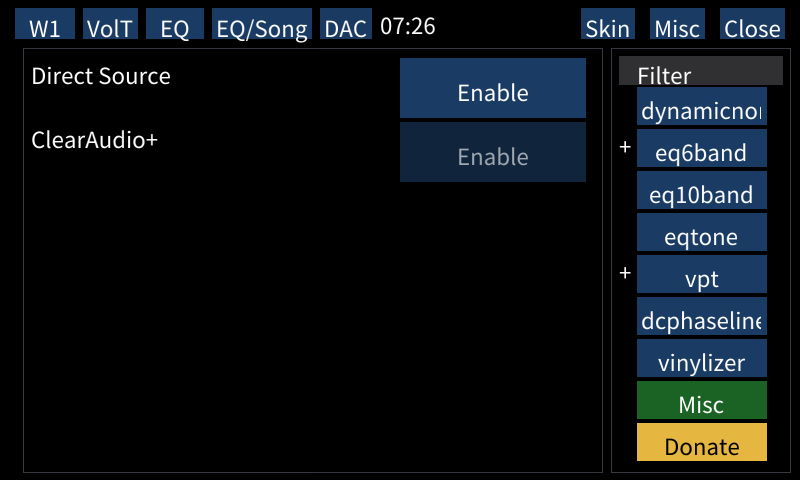 W1 VolT EQ EQ/Song DAC 07:26 Skin Misc Close
Direct Source Enable
ClearAudio+ Enable
Filter
dynamicno
+ eq6band
eq10band
eqtone
+ vpt
dcphaseline
vinylizer
Misc
Donate